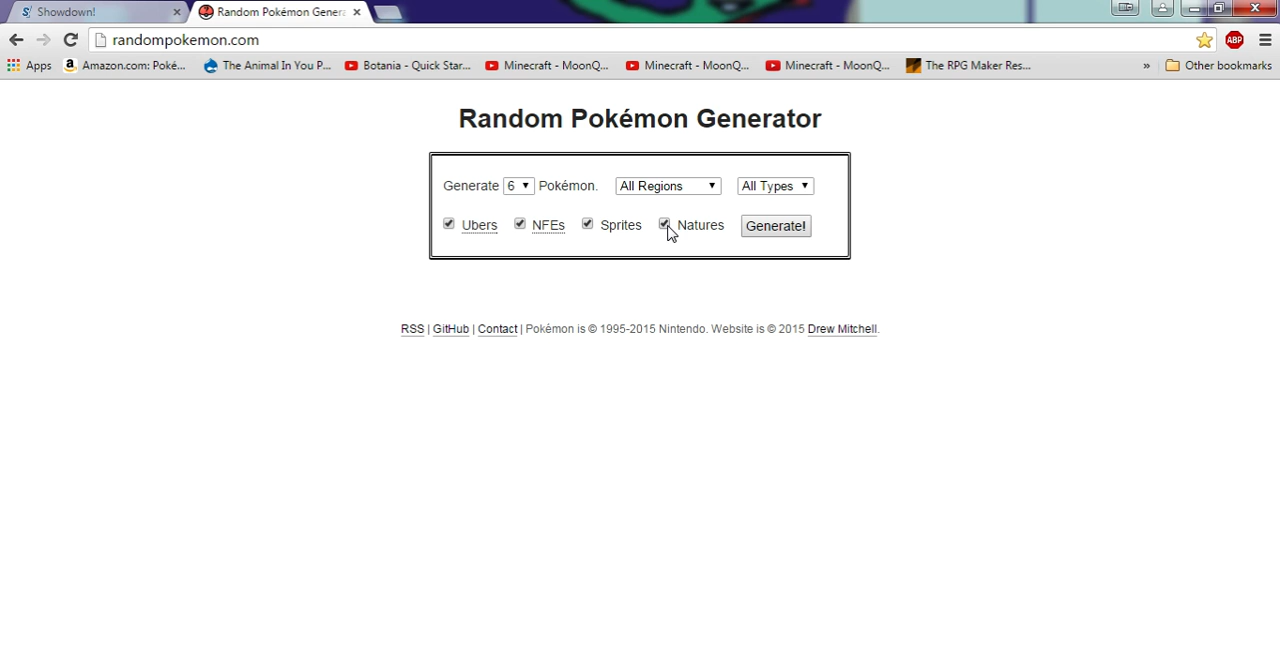 Showdown!
Random Pokémon Genera
randompokemon.com
ABP
Apps
Amazon.com: Poké...
The Animal In You P...
Botania - Quick Star...
Minecraft - MoonQ...
Minecraft - MoonQ...
Minecraft - MoonQ...
The RPG Maker Res...
»
Other bookmarks
Random Pokémon Generator
Generate 6 Pokémon. All Regions All Types
Ubers NFEs Sprites Natures Generate!
RSS | GitHub | Contact | Pokémon is © 1995-2015 Nintendo. Website is © 2015 Drew Mitchell.